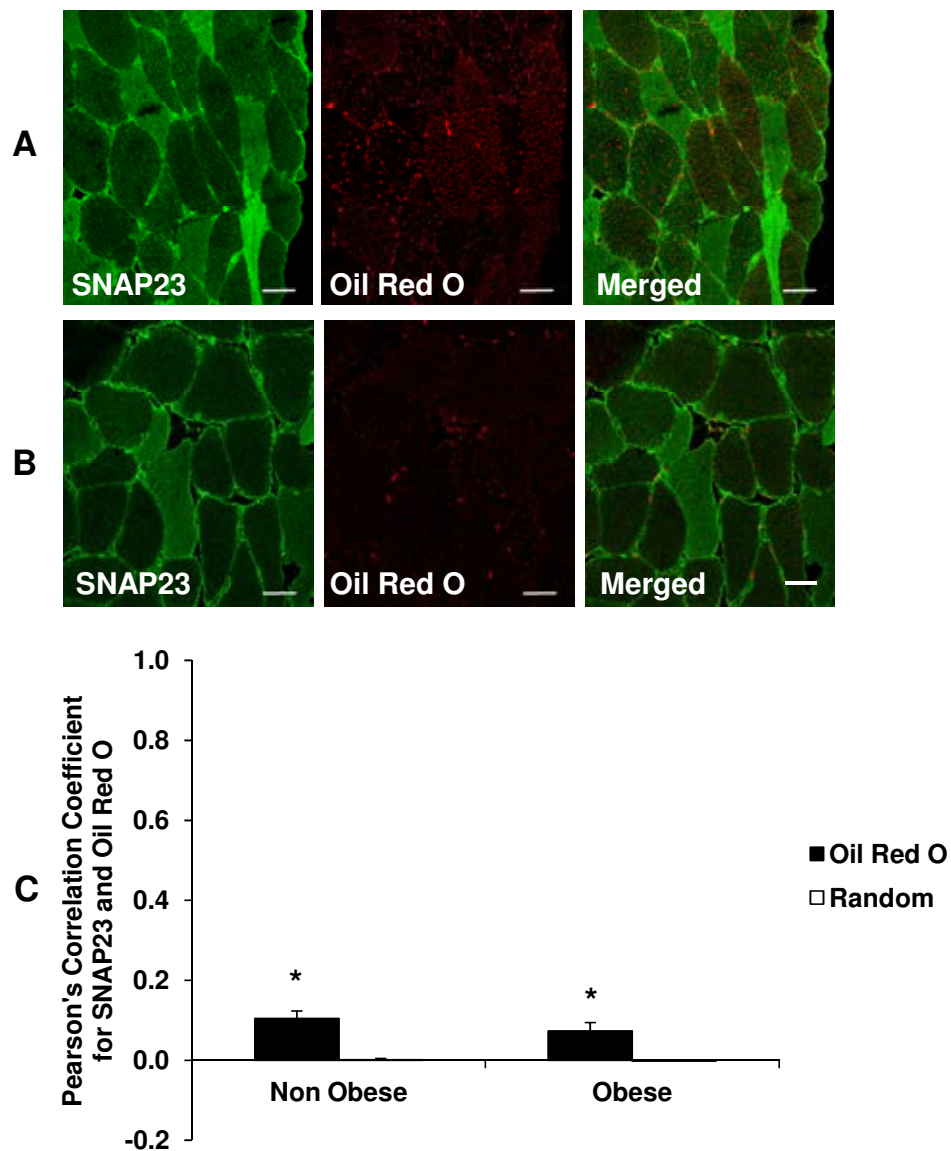 A
SNAP23
Oil Red O
Merged
B
SNAP23
Oil Red O
Merged
C
Pearson's Correlation Coefficient
for SNAP23 and Oil Red O
1.0
0.8
0.6
0.4
0.2
0.0
-0.2
*
*
Non Obese
Obese
Oil Red O
Random